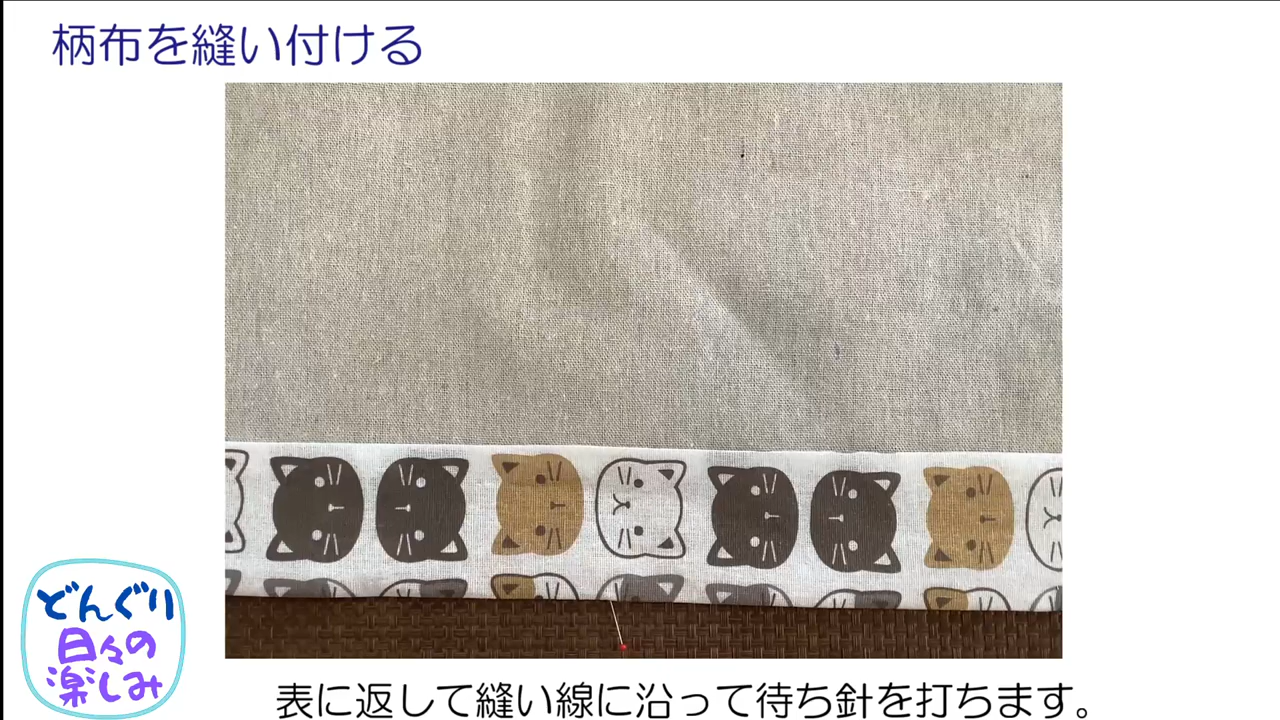 柄布を縫い付ける
どんぐり
日々の
楽しみ
表に返して縫い線に沿って待ち針を打ちます。